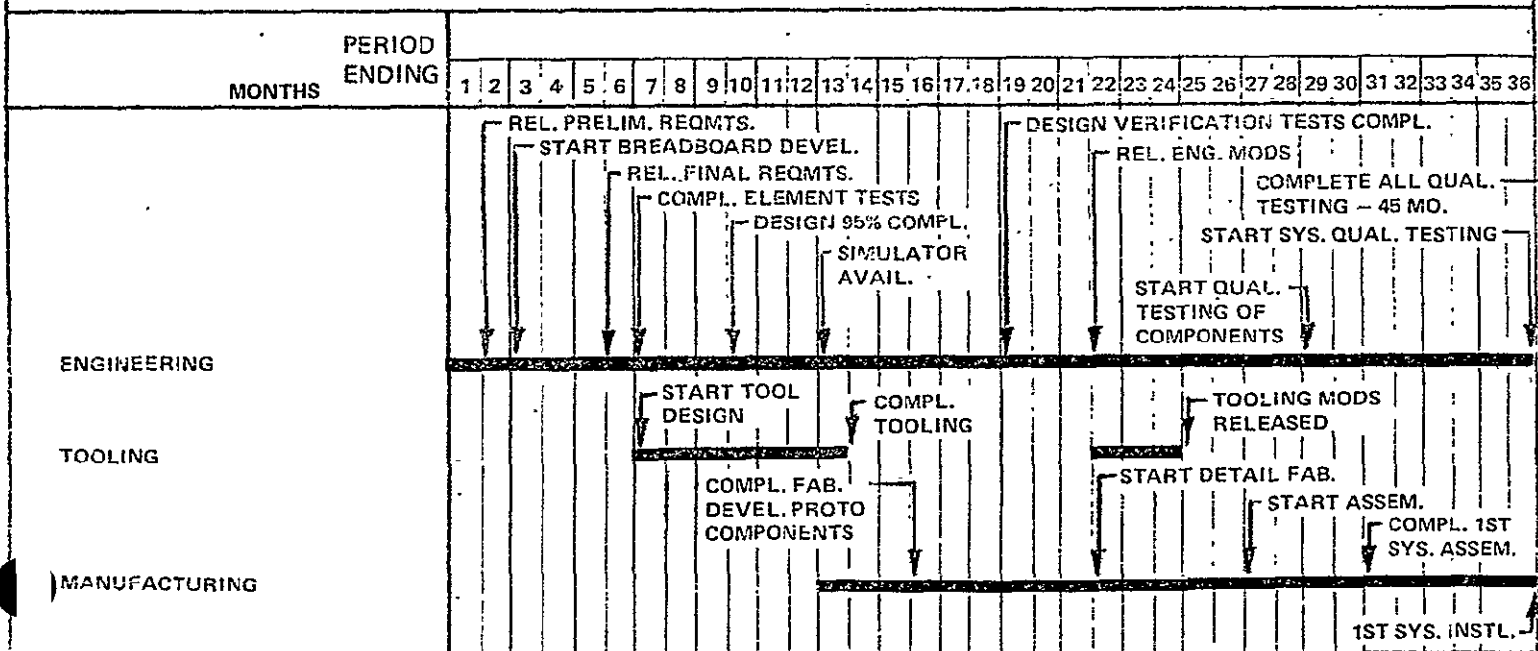 PERIOD
MONTHS ENDING
1 2 3 4 5 6 7 8 9 10 11 12 13 14 15 16 17 18 19 20 21 22 23 24 25 26 27 28 29 30 31 32 33 34 35 36
REL. PRELIM. REQMTS.
START BREADBOARD DEVEL.
REL. FINAL REQMTS.
COMPL. ELEMENT TESTS
DESIGN 95% COMPL.
SIMULATOR
AVAIL.
DESIGN VERIFICATION TESTS COMPL.
REL. ENG. MODS
COMPLETE ALL QUAL.
TESTING – 45 MO.
START SYS. QUAL. TESTING
START QUAL.
TESTING OF
COMPONENTS
ENGINEERING
START TOOL
DESIGN
COMPL.
TOOLING
TOOLING MODS
RELEASED
TOOLING
COMPL. FAB.
DEVEL. PROTO
COMPONENTS
START DETAIL FAB.
START ASSEM.
COMPL. 1ST
SYS. ASSEM.
MANUFACTURING
1ST SYS. INSTL.